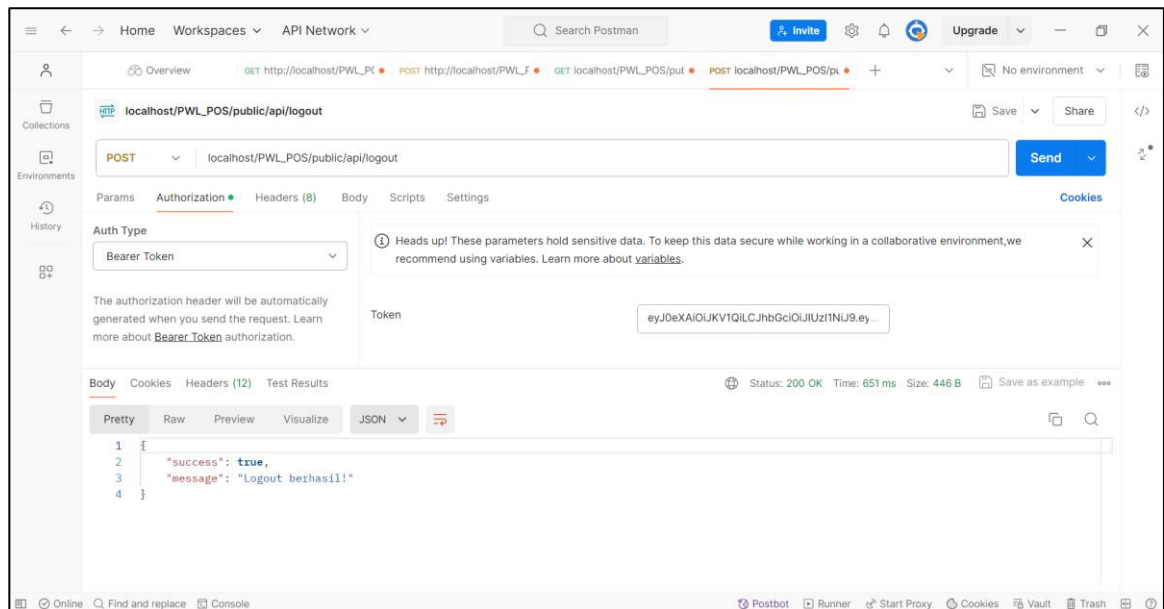 Home Workspaces API Network Search Postman Invite Upgrade
Overview GET http://localhost/PWL_P( POST http://localhost/PWL_F GET localhost/PWL_POS/pul POST localhost/PWL_POS/pu No environment
HTTP localhost/PWL_POS/public/api/logout Save Share
Collections
POST localhost/PWL_POS/public/api/logout Send
Environments
Params Authorization Headers (8) Body Scripts Settings Cookies
History
Auth Type
Bearer Token
Heads up! These parameters hold sensitive data. To keep this data secure while working in a collaborative environment,we
recommend using variables. Learn more about variables.
The authorization header will be automatically
generated when you send the request. Learn
more about Bearer Token authorization.
Token eyJ0eXAiOiJKV1QiLCJhbGciOiJIUzI1NiJ9.ey...
Body Cookies Headers (12) Test Results Status: 200 OK Time: 651 ms Size: 446 B Save as example
Pretty Raw Preview Visualize JSON
1 {
2 "success": true,
3 "message": "Logout berhasil!"
4 }
Online Find and replace Console Postbot Runner Start Proxy Cookies Vault Trash